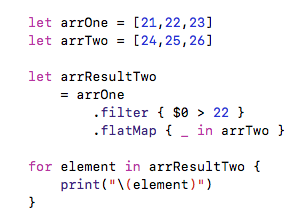 let arrOne = [21,22,23]
let arrTwo = [24,25,26]
let arrResultTwo
= arrOne
.filter { $0 > 22 }
.flatMap { _ in arrTwo }
for element in arrResultTwo {
print("\(element)")
}